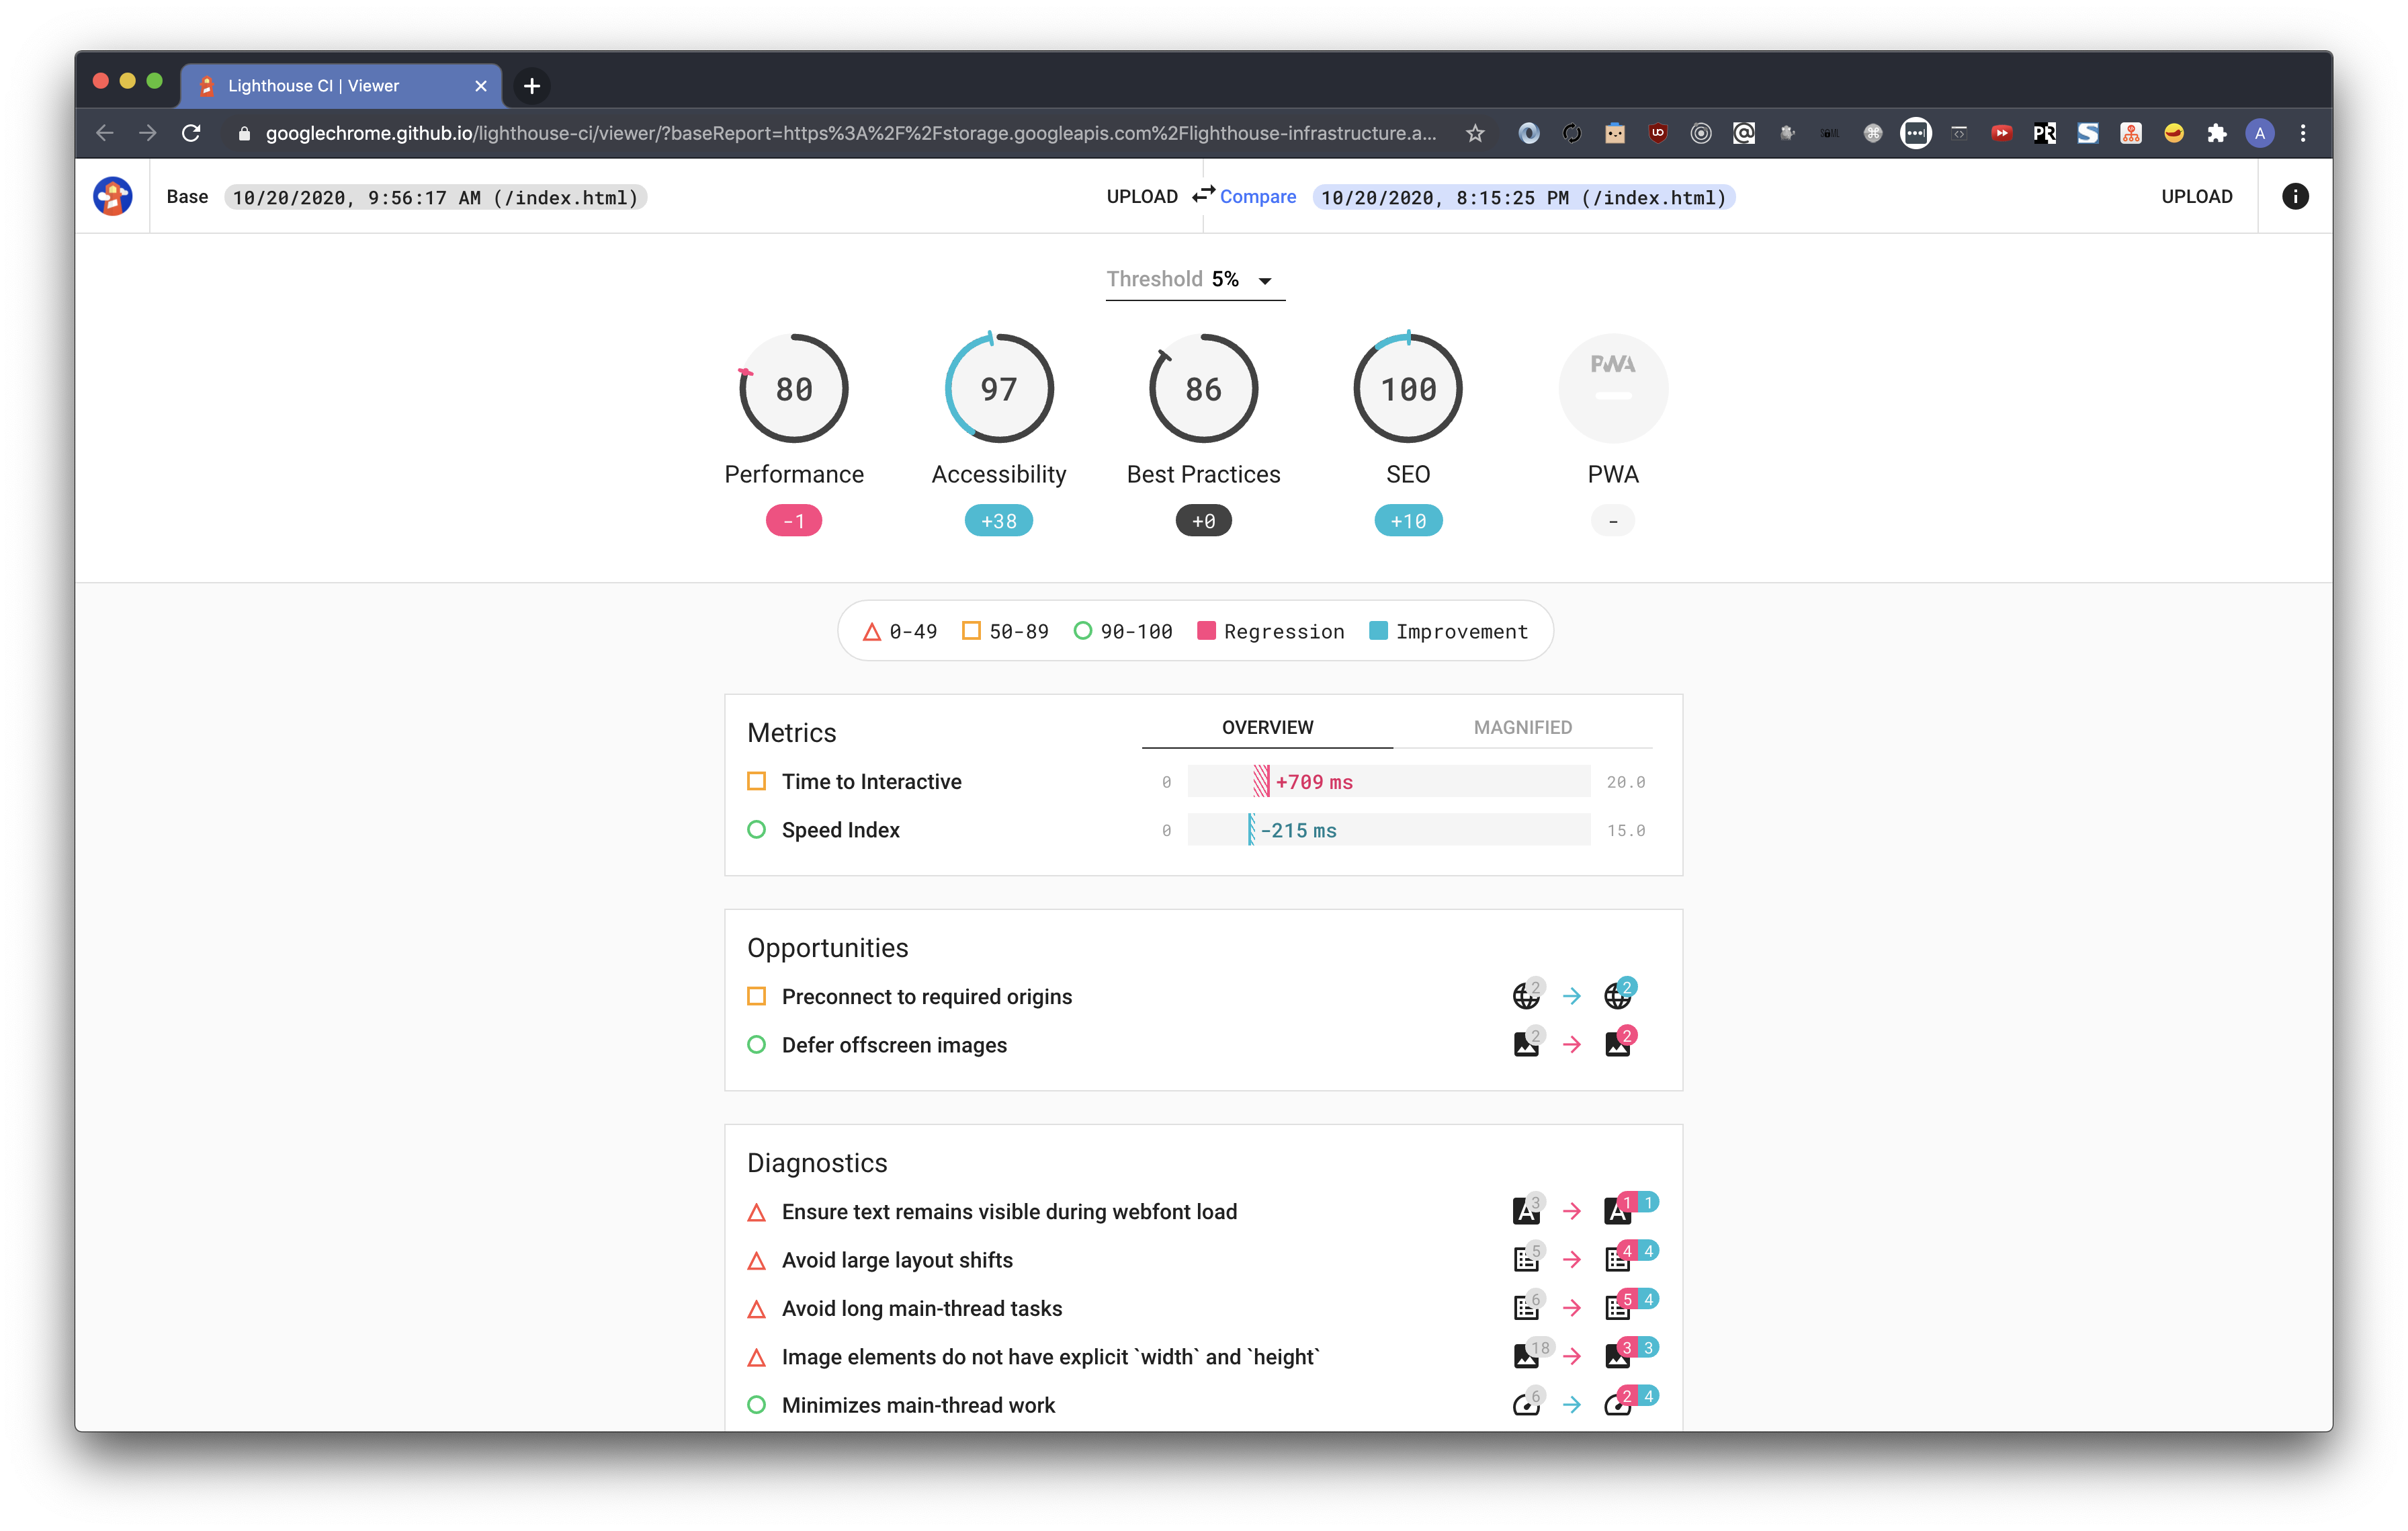 Lighthouse CI | Viewer
googlechrome.github.io/lighthouse-ci/viewer/?baseReport=https%3A%2F%2Fstorage.googleapis.com%2Flighthouse-infrastructure.a...
PR
A
Base 10/20/2020, 9:56:17 AM (/index.html) UPLOAD Compare 10/20/2020, 8:15:25 PM (/index.html) UPLOAD
Threshold 5%
80 97 86 100 PWA
Performance Accessibility Best Practices SEO PWA
-1 +38 +0 +10 -
0-49 50-89 90-100 Regression Improvement
Metrics OVERVIEW MAGNIFIED
Time to Interactive 0 +709 ms 20.0
Speed Index 0 -215 ms 15.0
Opportunities
Preconnect to required origins 2 2
Defer offscreen images 2 2
Diagnostics
Ensure text remains visible during webfont load A 3 A 1 1
Avoid large layout shifts 5 4 4
Avoid long main-thread tasks 6 5 4
Image elements do not have explicit `width` and `height` 18 3 3
Minimizes main-thread work 6 2 4